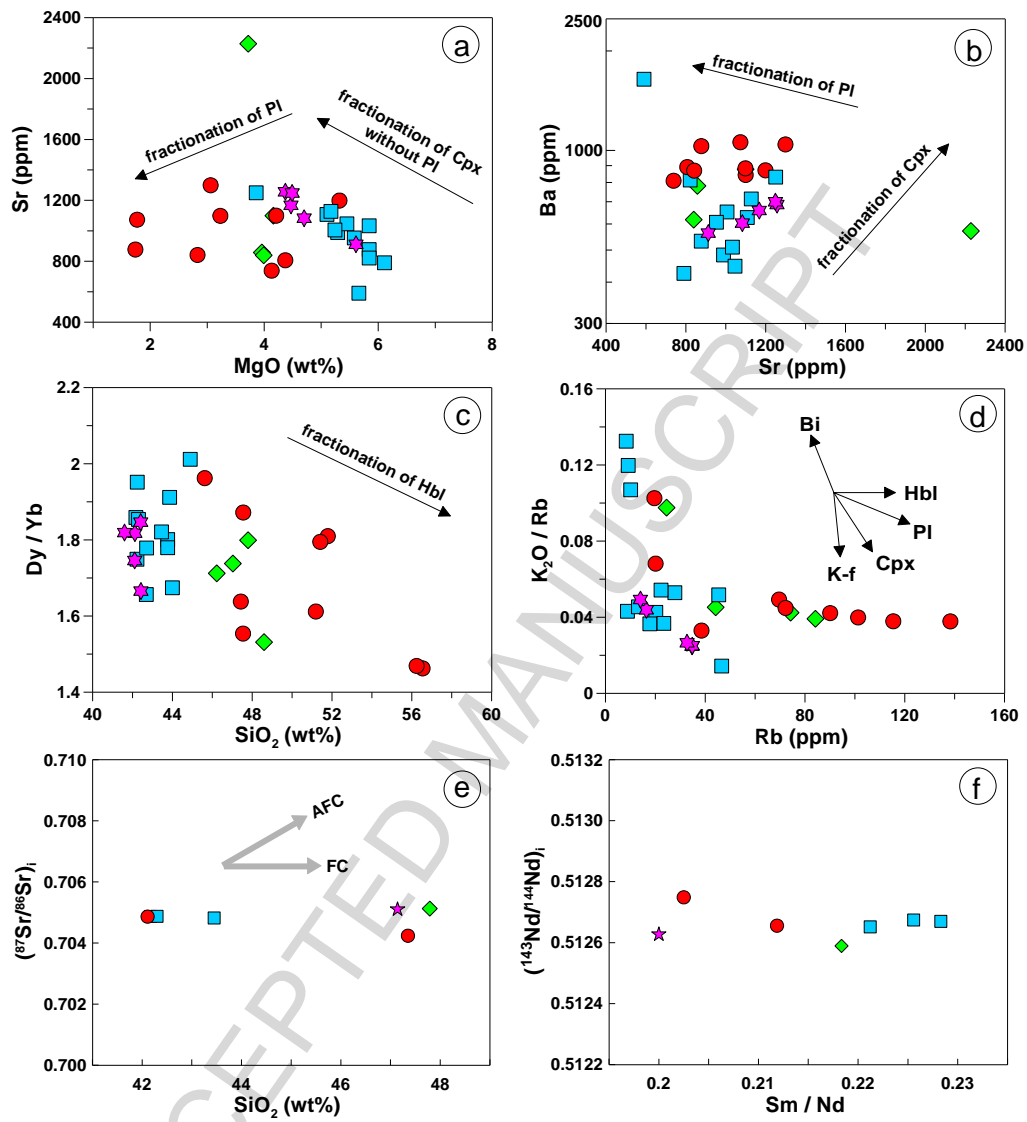 a
2400
2000
1600
1200
800
400
Sr (ppm)
fractionation of Pl
fractionation of Cpx
without Pl
2
4
6
8
MgO (wt%)
b
2500
1000
300
Ba (ppm)
fractionation of Pl
fractionation of Cpx
400
800
1200
1600
2000
2400
Sr (ppm)
c
2.2
2
1.8
1.6
1.4
Dy / Yb
fractionation of Hbl
40
44
48
52
56
60
SiO2 (wt%)
d
0.16
0.12
0.08
0.04
0
K2O / Rb
Bi
Hbl
Pl
Cpx
K-f
0
40
80
120
160
Rb (ppm)
e
0.710
0.708
0.706
0.704
0.702
0.700
(87Sr/86Sr)i
AFC
FC
42
44
46
48
SiO2 (wt%)
f
0.5132
0.5130
0.5128
0.5126
0.5124
0.5122
(143Nd/144Nd)i
0.2
0.21
0.22
0.23
Sm / Nd
CEPTED MANUSCRIPT